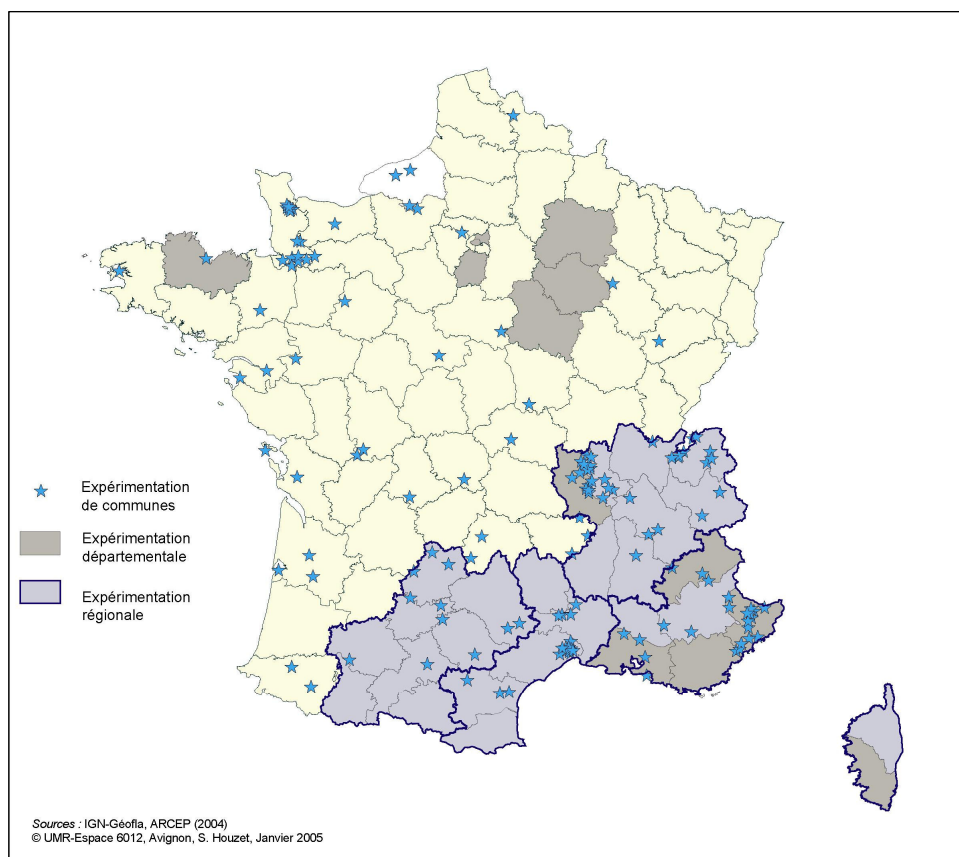 Expérimentation
de communes
Expérimentation
départementale
Expérimentation
régionale
Sources : IGN-Géofla, ARCEP (2004)
© UMR-Espace 6012, Avignon, S. Houzet, Janvier 2005